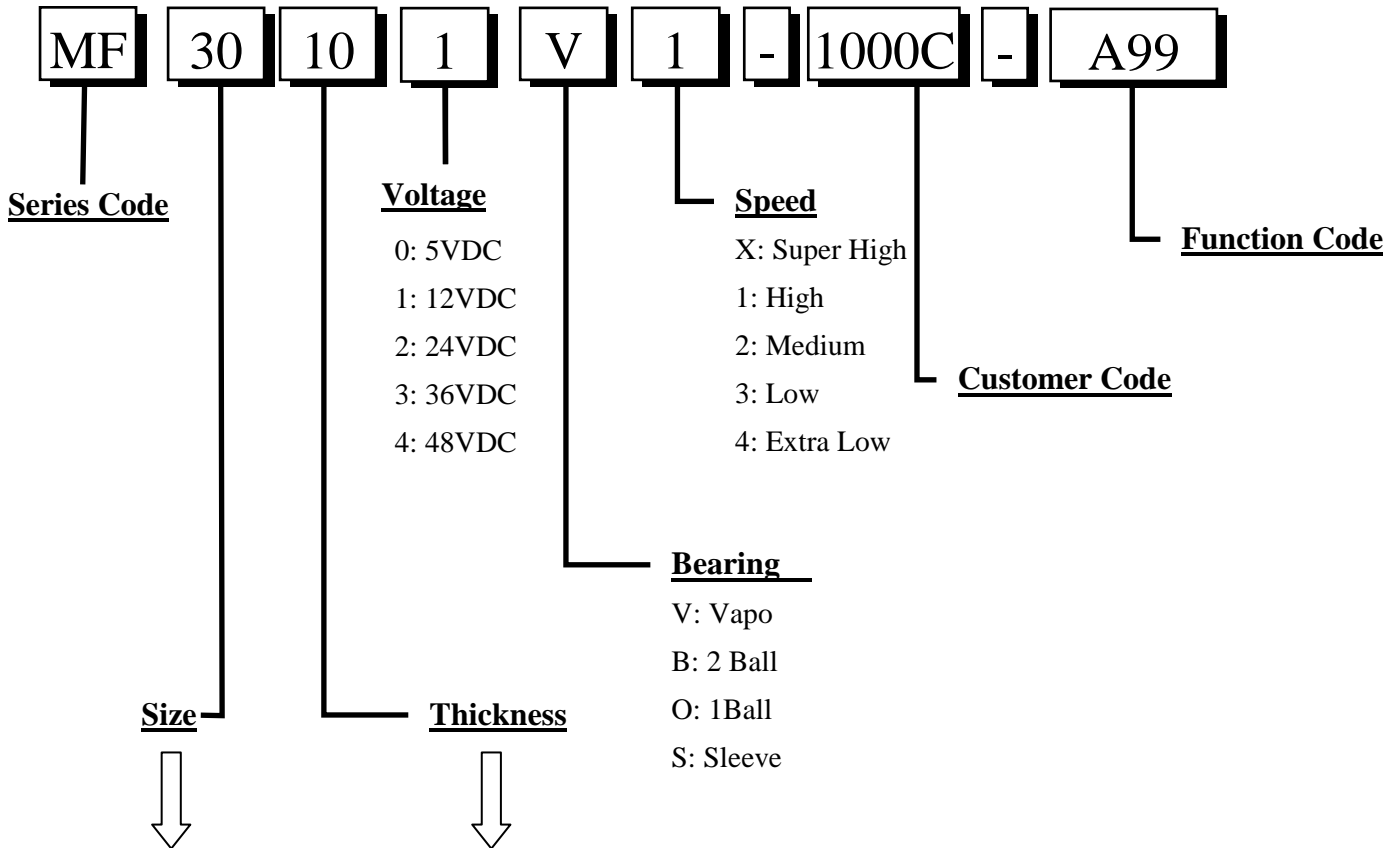 MF 30 10 1 V 1 - 1000C - A99
Series Code
Voltage
0: 5VDC
1: 12VDC
2: 24VDC
3: 36VDC
4: 48VDC
Speed
X: Super High
1: High
2: Medium
3: Low
4: Extra Low
Function Code
Customer Code
Bearing
V: Vapo
B: 2 Ball
O: 1Ball
S: Sleeve
Size
Thickness